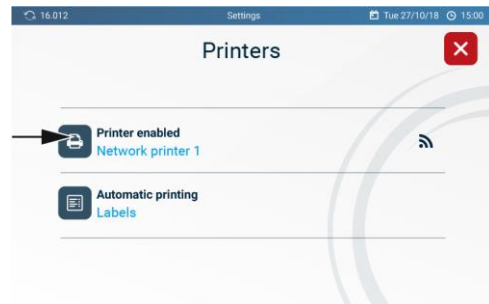 16.012 Settings Tue 27/10/18 15:00
Printers
Printer enabled
Network printer 1
Automatic printing
Labels